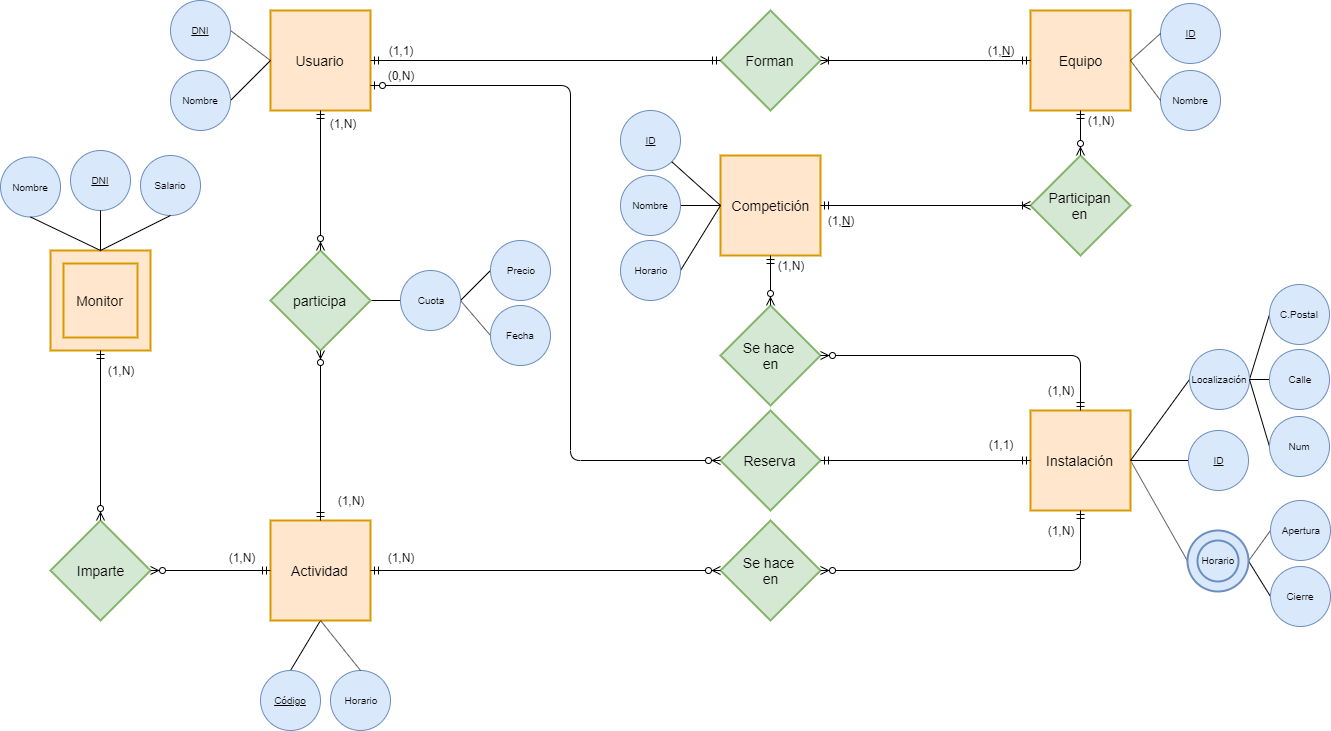 DNI
Usuario
(1,1)
Forman
(1,N)
Equipo
ID
(0,N)
Nombre
Nombre
(1,N)
(1,N)
ID
Nombre
DNI
Salario
Nombre
Competición
Participan
en
(1,N)
Horario
(1,N)
Monitor
participa
Cuota
Precio
Fecha
C.Postal
Se hace
en
(1,N)
(1,N)
Localización
Calle
Num
(1,1)
Reserva
Instalación
ID
(1,N)
(1,N)
Horario
Apertura
Cierre
(1,N)
(1,N)
Imparte
Actividad
Se hace
en
Código
Horario